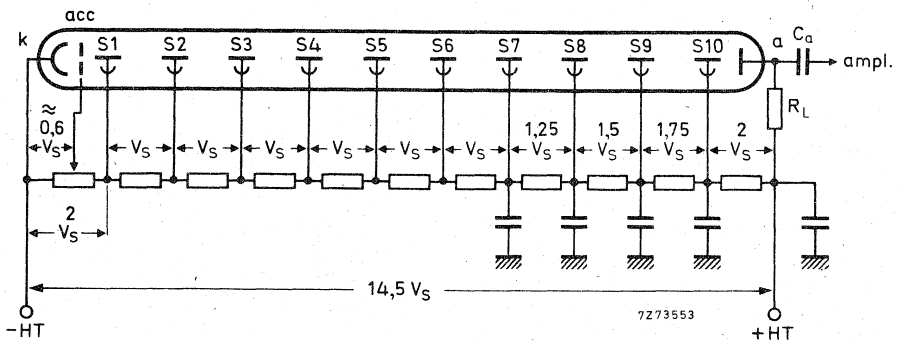 acc
k S1 S2 S3 S4 S5 S6 S7 S8 S9 S10 a Ca
ampl.
RL
≈
0,6
VS VS VS VS VS VS VS
1,25 1,5 1,75 2
VS VS VS VS
2
VS
14,5 VS
7Z73553
-HT +HT